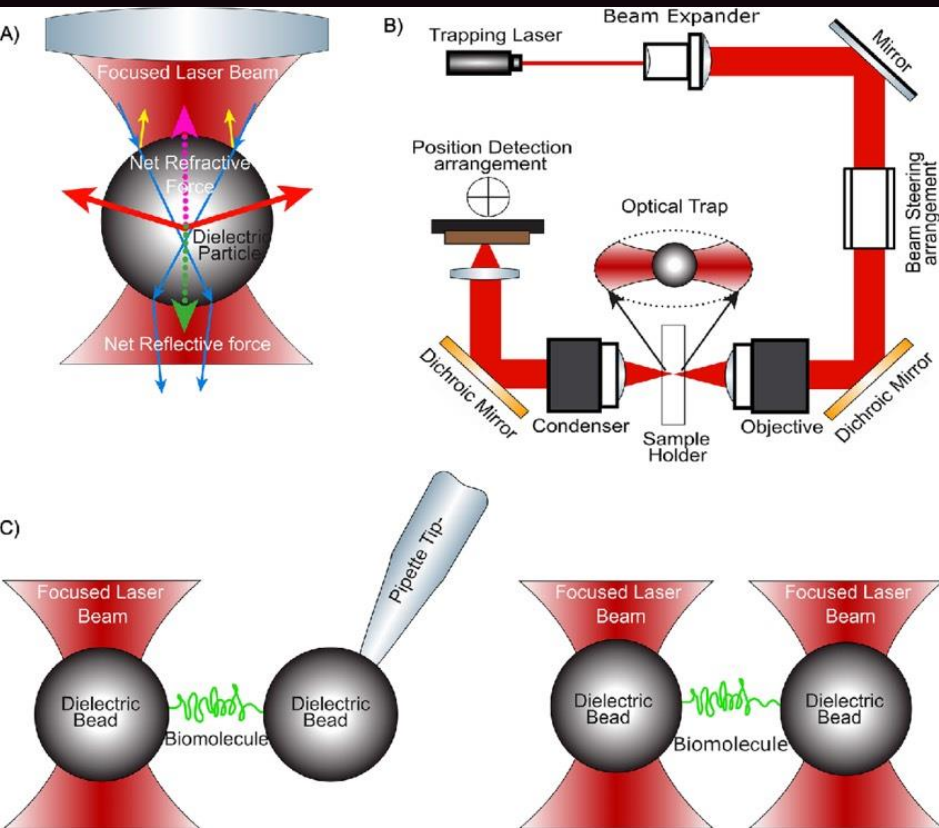 A)
Focused Laser Beam
Net Refractive
Force
Dielectric
Particle
Net Reflective force
B)
Trapping Laser
Beam Expander
Mirror
Position Detection
arrangement
Optical Trap
Beam Steering
arrangement
Dichroic Mirror
Condenser
Sample
Holder
Objective
Dichroic Mirror
C)
Focused Laser
Beam
Dielectric
Bead
Biomolecule
Dielectric
Bead
Pipette Tip-
Focused Laser
Beam
Focused Laser
Beam
Dielectric
Bead
Biomolecule
Dielectric
Bead